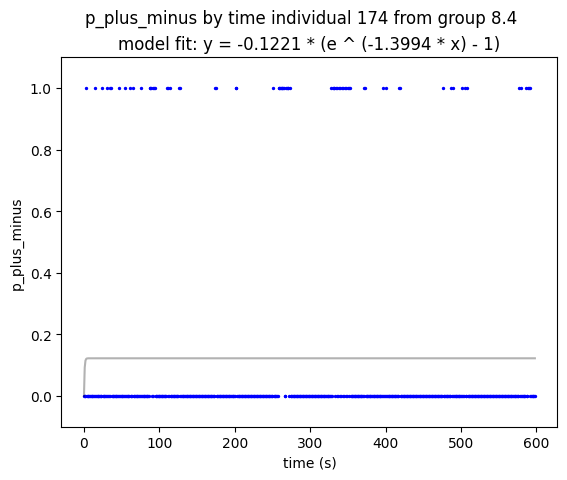 p_plus_minus by time individual 174 from group 8.4
model fit: y = -0.1221 * (e ^ (-1.3994 * x) - 1)
1.0
0.8
0.6
0.4
0.2
0.0
p_plus_minus
0 100 200 300 400 500 600
time (s)